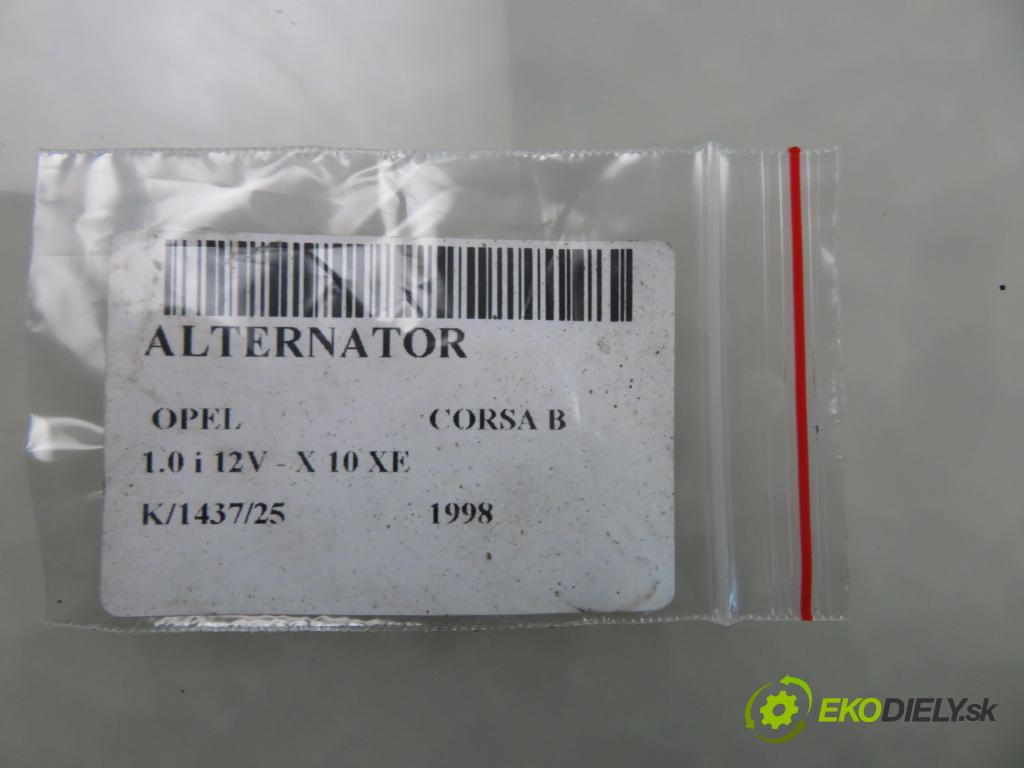 ALTERNATOR
OPEL CORSA B
1.0 i 12V - X 10 XE
K/1437/25 1998
EKODIELY.sk